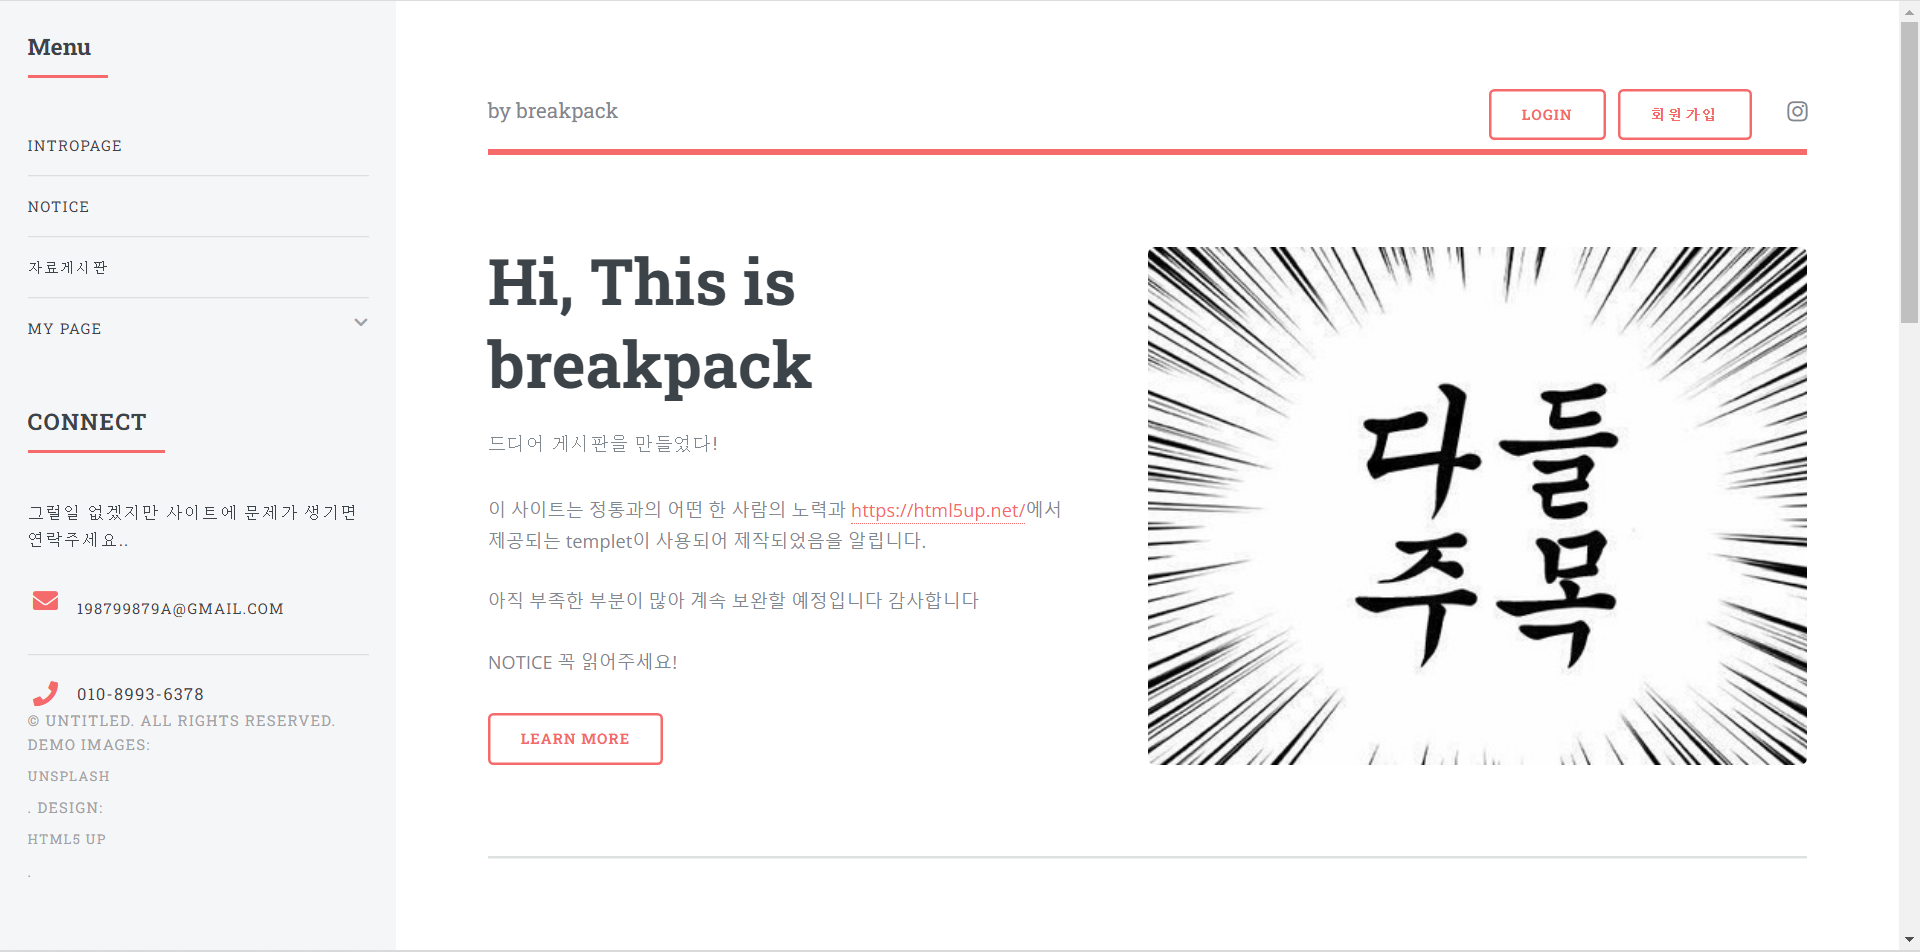 Menu
INTROPAGE
NOTICE
자료게시판
MY PAGE
CONNECT
그럴일 없겠지만 사이트에 문제가 생기면
연락주세요..
198799879A@GMAIL.COM
010-8993-6378
© UNTITLED. ALL RIGHTS RESERVED.
DEMO IMAGES:
UNSPLASH
. DESIGN:
HTML5 UP
.
by breakpack
LOGIN
회원가입
Hi, This is
breakpack
드디어 게시판을 만들었다!
이 사이트는 정통과의 어떤 한 사람의 노력과 https://html5up.net/에서
제공되는 templet이 사용되어 제작되었음을 알립니다.
아직 부족한 부분이 많아 계속 보완할 예정입니다 감사합니다
NOTICE 꼭 읽어주세요!
LEARN MORE
다들
주목